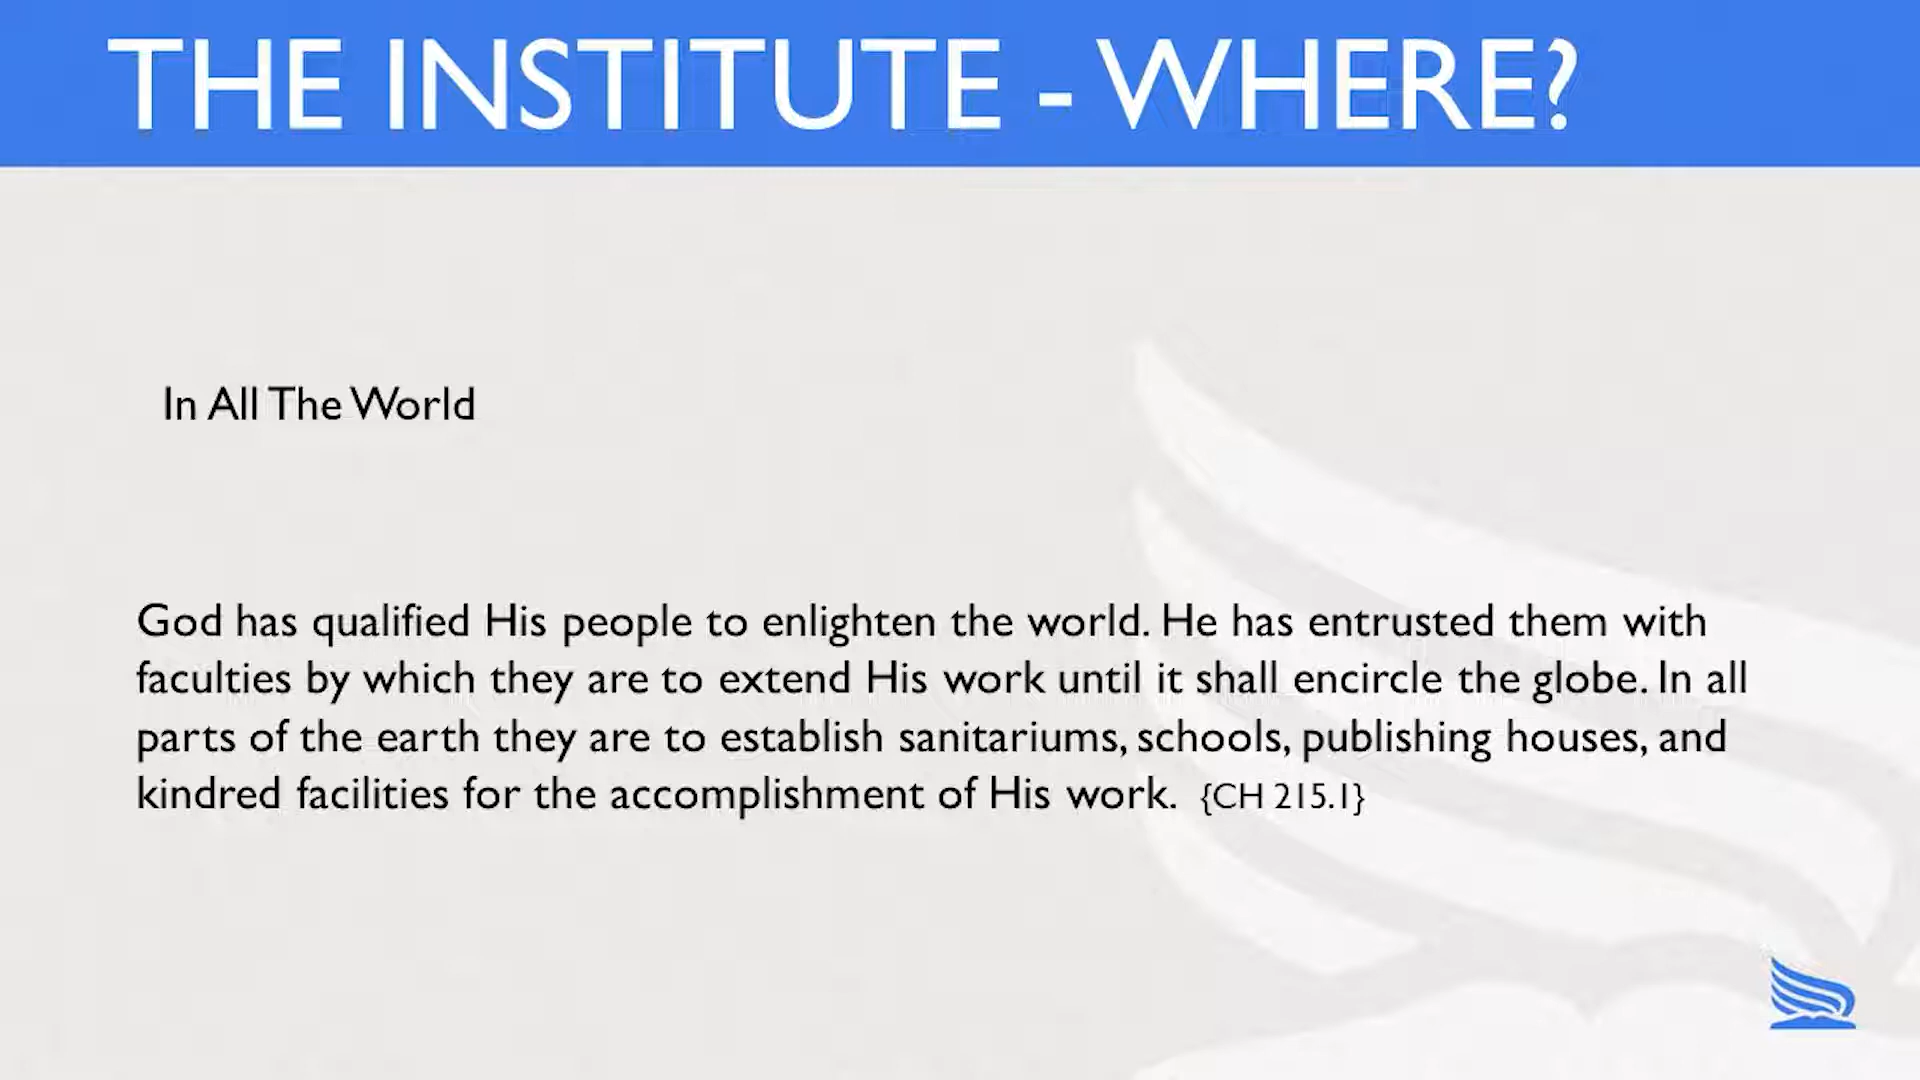 THE INSTITUTE - WHERE?
In All The World
God has qualified His people to enlighten the world. He has entrusted them with
faculties by which they are to extend His work until it shall encircle the globe. In all
parts of the earth they are to establish sanitariums, schools, publishing houses, and
kindred facilities for the accomplishment of His work. {CH 215.1}